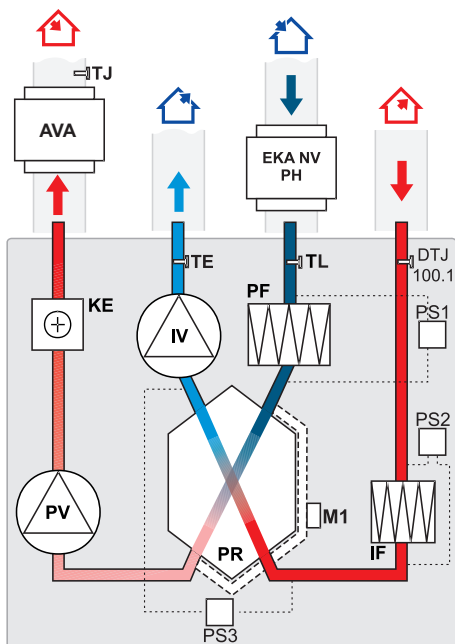 TJ
AVA
EKA NV
PH
TE
TL
DTJ
100.1
KE
PF
IV
PS1
PS2
PV
M1
PR
IF
PS3